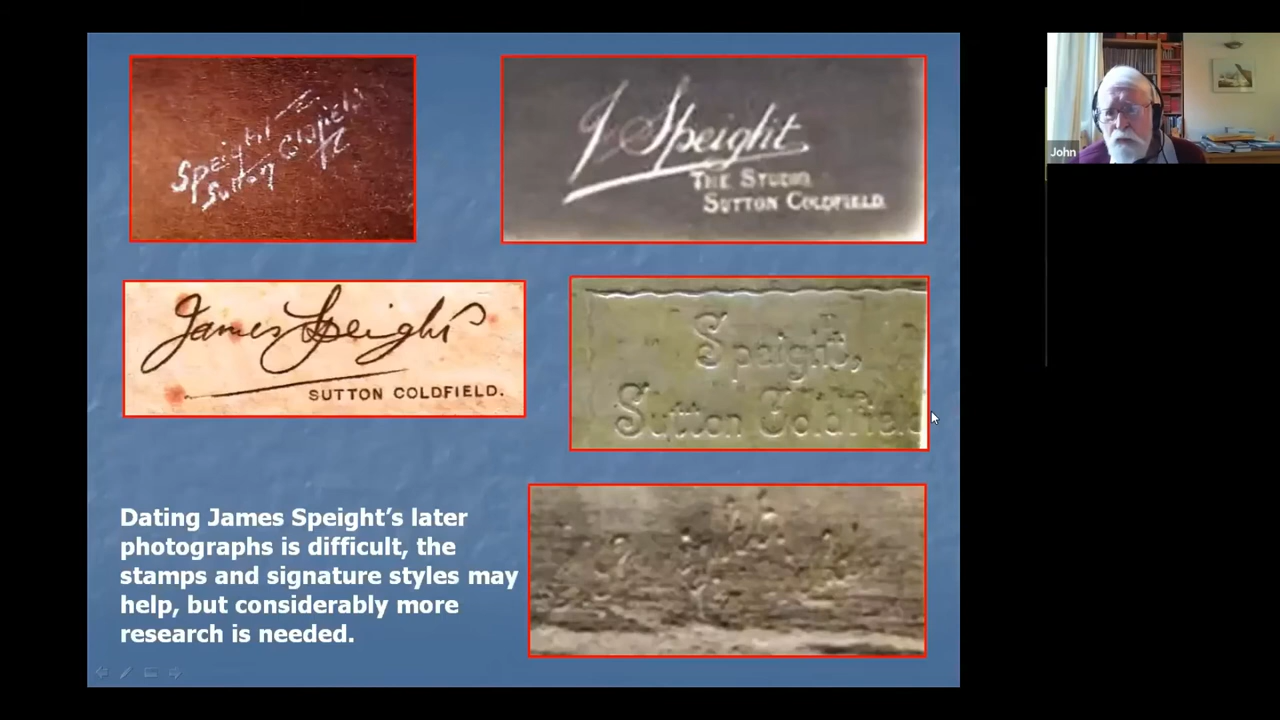 Speight
Sutton Coldfield
J Speight
THE STUDIO
SUTTON COLDFIELD.
John
James Speight
SUTTON COLDFIELD.
Speight,
Sutton Coldfield
Dating James Speight's later
photographs is difficult, the
stamps and signature styles may
help, but considerably more
research is needed.